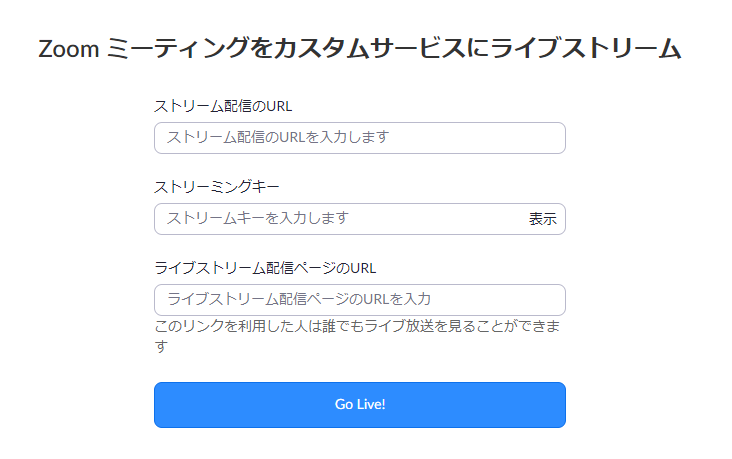 Zoom ミーティングをカスタムサービスにライブストリーム
ストリーム配信のURL
ストリーム配信のURLを入力します
ストリーミングキー
ストリームキーを入力します 表示
ライブストリーム配信ページのURL
ライブストリーム配信ページのURLを入力
このリンクを利用した人は誰でもライブ放送を見ることができま
す
Go Live!